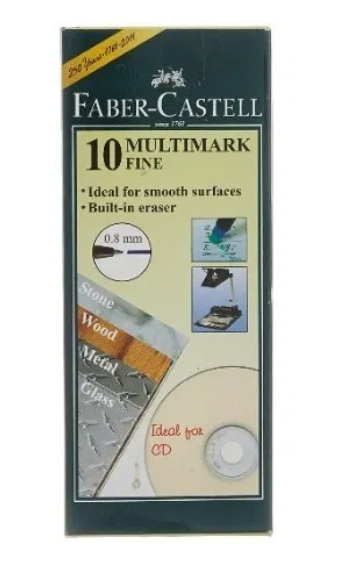 250 Years 1761-2011
FABER-CASTELL
since 1761
10 MULTIMARK
FINE
• Ideal for smooth surfaces
• Built-in eraser
0.8 mm
Stone
Wood
Metal
Glass
Ideal for
CD